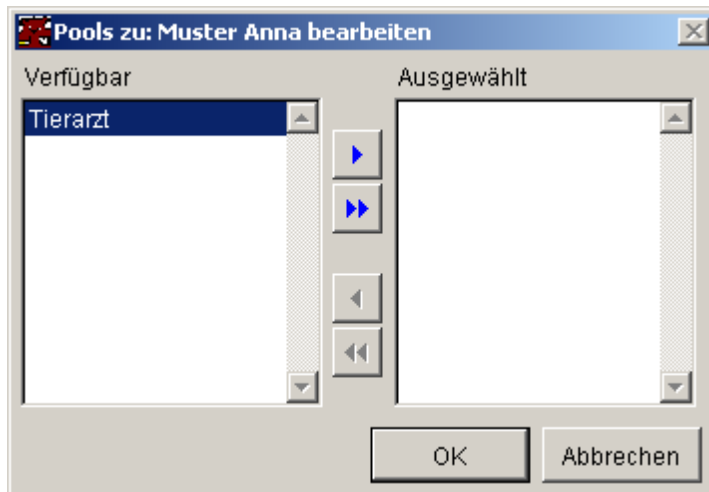 Pools zu: Muster Anna bearbeiten
Verfügbar
Ausgewählt
Tierarzt
OK
Abbrechen